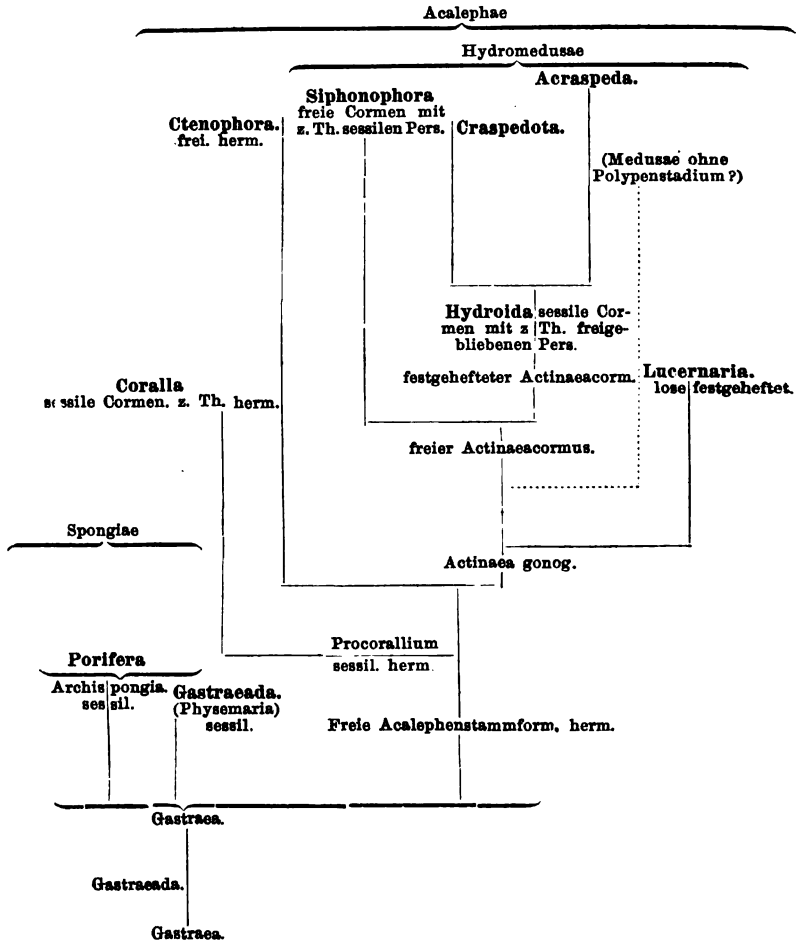 Acalephae
Hydromedusae
Acraspeda.
Siphonophora
freie Cormen mit
z. Th. sessilen Pers.
Ctenophora.
frei. herm.
Craspedota.
(Medusae ohne
Polypenstadium?)
Hydroida sessile Cor-
men mit z Th. freige-
bliebenen Pers.
festgehefteter Actinaeacorm.
Lucernaria.
lose festgeheftet.
Coralla
sessile Cormen. z. Th. herm.
freier Actinaeacormus.
Spongiae
Actinaea gonog.
Procorallium
sessil. herm
Porifera
Archispongia.
sessil.
Gastraeada.
(Physemaria)
sessil.
Freie Acalephenstammform, herm.
Gastraea.
Gastraeada.
Gastraea.